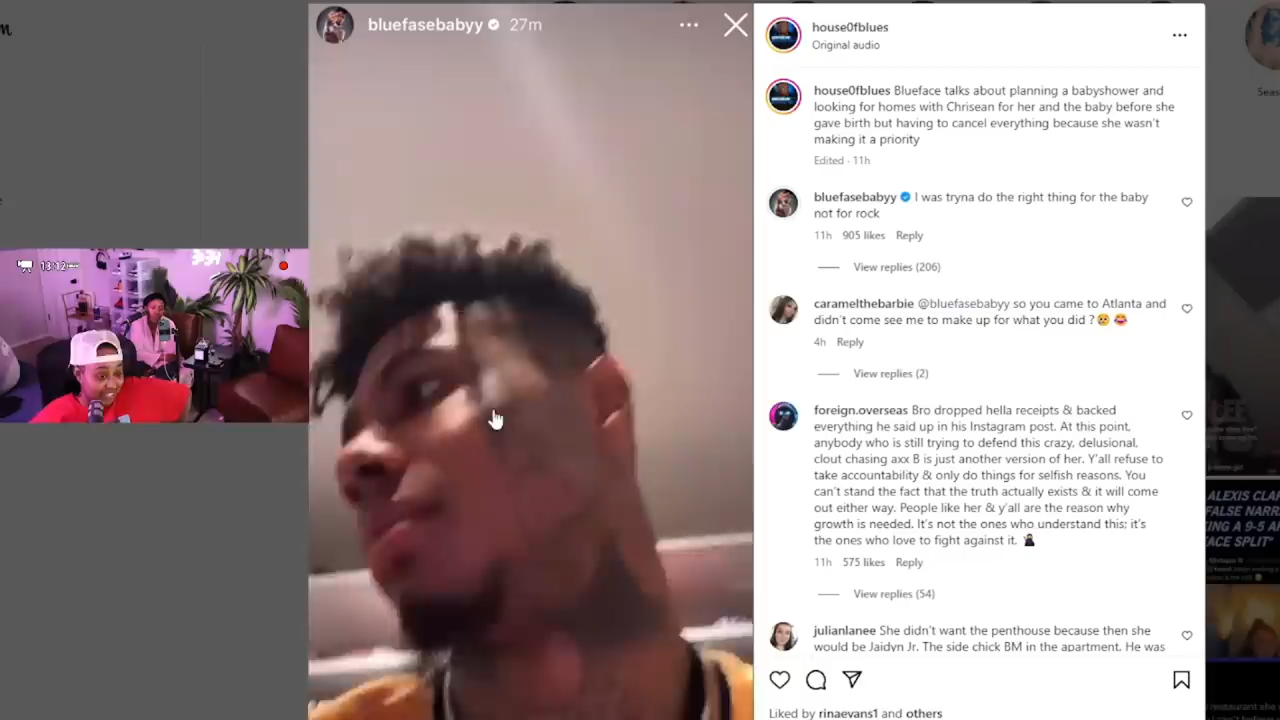 bluefasebabyy 27m
house0fblues
Original audio
house0fblues Blueface talks about planning a babyshower and
looking for homes with Chrisean for her and the baby before she
gave birth but having to cancel everything because she wasn't
making it a priority
Edited · 11h
bluefasebabyy I was tryna do the right thing for the baby
not for rock
11h 905 likes Reply
View replies (206)
caramelthebarbie @bluefasebabyy so you came to Atlanta and
didn't come see me to make up for what you did ?😢 😂
4h Reply
View replies (2)
foreign.overseas Bro dropped hella receipts & backed
everything he said up in his Instagram post. At this point,
anybody who is still trying to defend this crazy, delusional,
clout chasing axx B is just another version of her. Y'all refuse to
take accountability & only do things for selfish reasons. You
can't stand the fact that the truth actually exists & it will come
out either way. People like her & y'all are the reason why
growth is needed. It's not the ones who understand this; it's
the ones who love to fight against it.
11h 575 likes Reply
View replies (54)
julianlanee She didn't want the penthouse because then she
would be Jaidyn Jr. The side chick BM in the apartment. He was
Liked by rinaevans1 and others
13:12
3:34
Seas
LEE
ALEXIS CLA
FALSE NARR
ING A 9-5 A
ACE SPLIT"